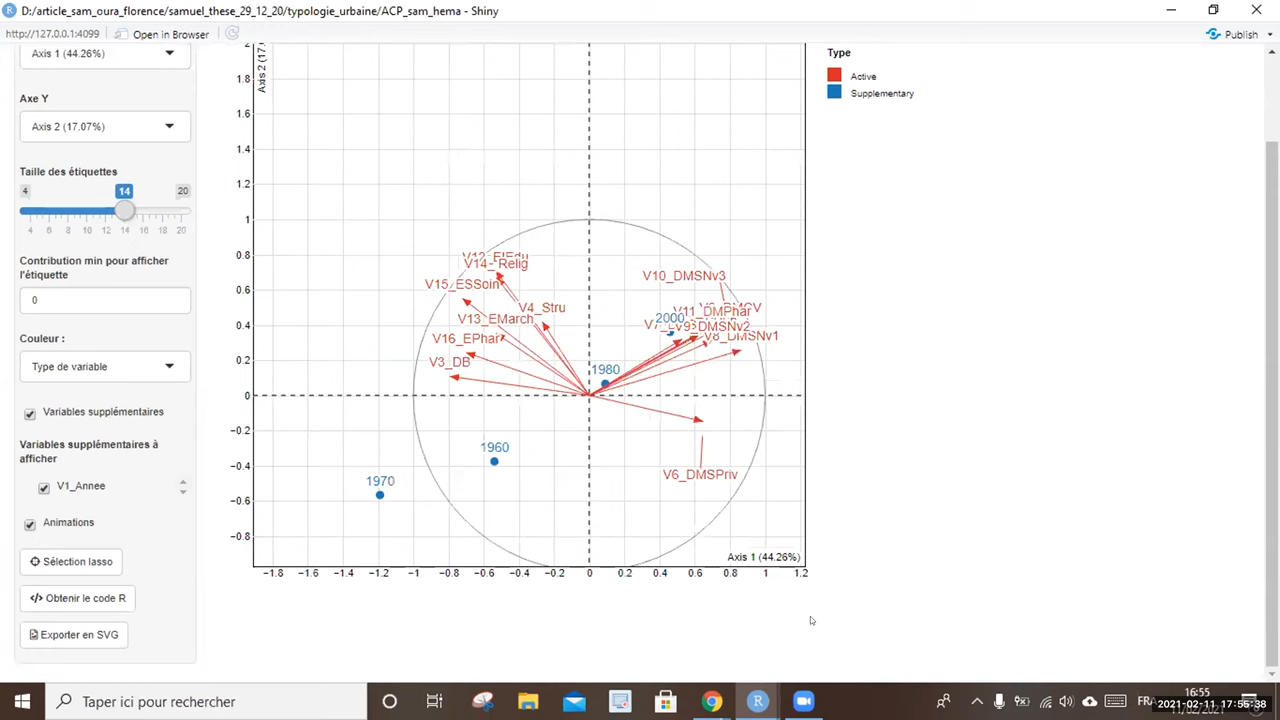 D:/article_sam_oura_florence/samuel_these_29_12_20/typologie_urbaine/ACP_sam_hema - Shiny
http://127.0.0.1:4099
Open in Browser
Publish
Axis 1 (44.26%)
Axe Y
Axis 2 (17.07%)
Taille des étiquettes
4 14 20
4 6 8 10 12 14 16 18 20
Contribution min pour afficher
l'étiquette
0
Couleur :
Type de variable
Variables supplémentaires
Variables supplémentaires à
afficher
V1_Annee
Animations
Sélection lasso
</> Obtenir le code R
Exporter en SVG
Axis 2 (17.0
2
1.8
1.6
1.4
1.2
1
0.8
0.6
0.4
0.2
0
−0.2
−0.4
−0.6
−0.8
V14_Relig
V15_ESSoin
V4_Stru
V13_EMarch
V16_EPhar
V3_DB
V10_DMSNv3
V11_DMPhar
2000
V9_DMSNv2
V8_DMSNv1
1980
1960
1970
V6_DMSPriv
Axis 1 (44.26%)
−1.8 −1.6 −1.4 −1.2 −1 −0.8 −0.6 −0.4 −0.2 0 0.2 0.4 0.6 0.8 1 1.2
Type
Active
Supplementary
Taper ici pour rechercher
16:55
2021-02-11 17:55:38